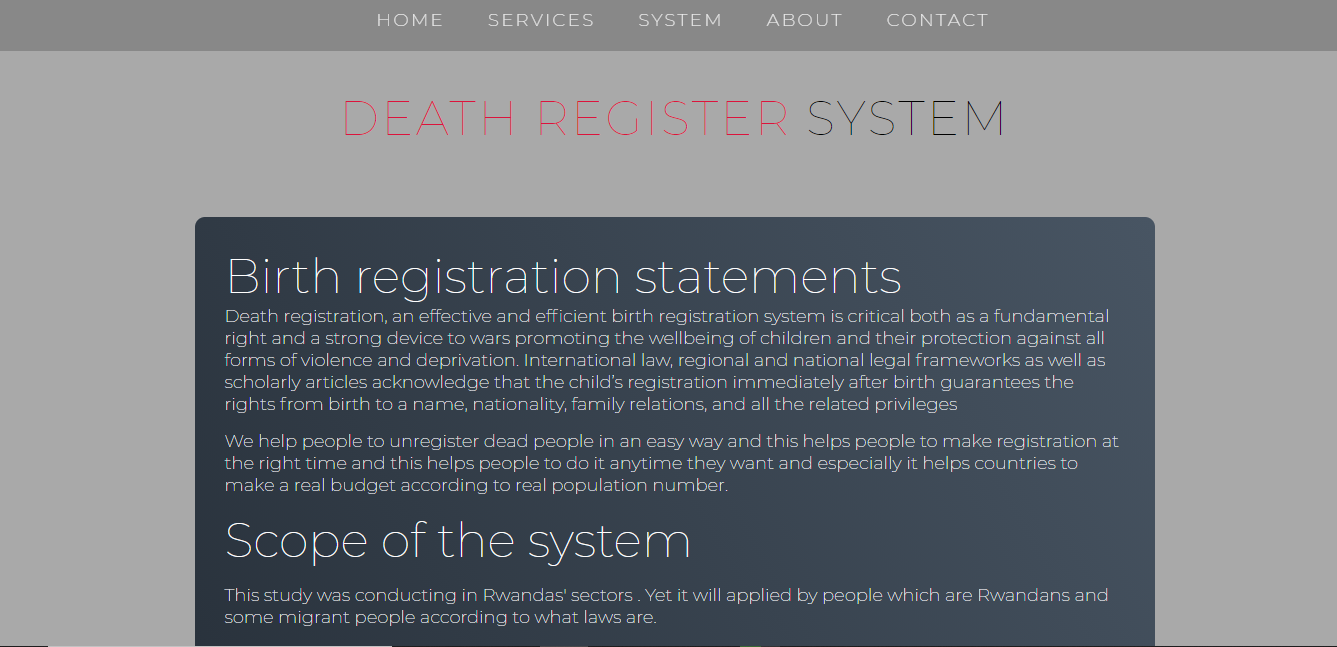 HOME SERVICES SYSTEM ABOUT CONTACT
DEATH REGISTER SYSTEM
Birth registration statements
Death registration, an effective and efficient birth registration system is critical both as a fundamental
right and a strong device to wars promoting the wellbeing of children and their protection against all
forms of violence and deprivation. International law, regional and national legal frameworks as well as
scholarly articles acknowledge that the child's registration immediately after birth guarantees the
rights from birth to a name, nationality, family relations, and all the related privileges
We help people to unregister dead people in an easy way and this helps people to make registration at
the right time and this helps people to do it anytime they want and especially it helps countries to
make a real budget according to real population number.
Scope of the system
This study was conducting in Rwandas' sectors . Yet it will applied by people which are Rwandans and
some migrant people according to what laws are.